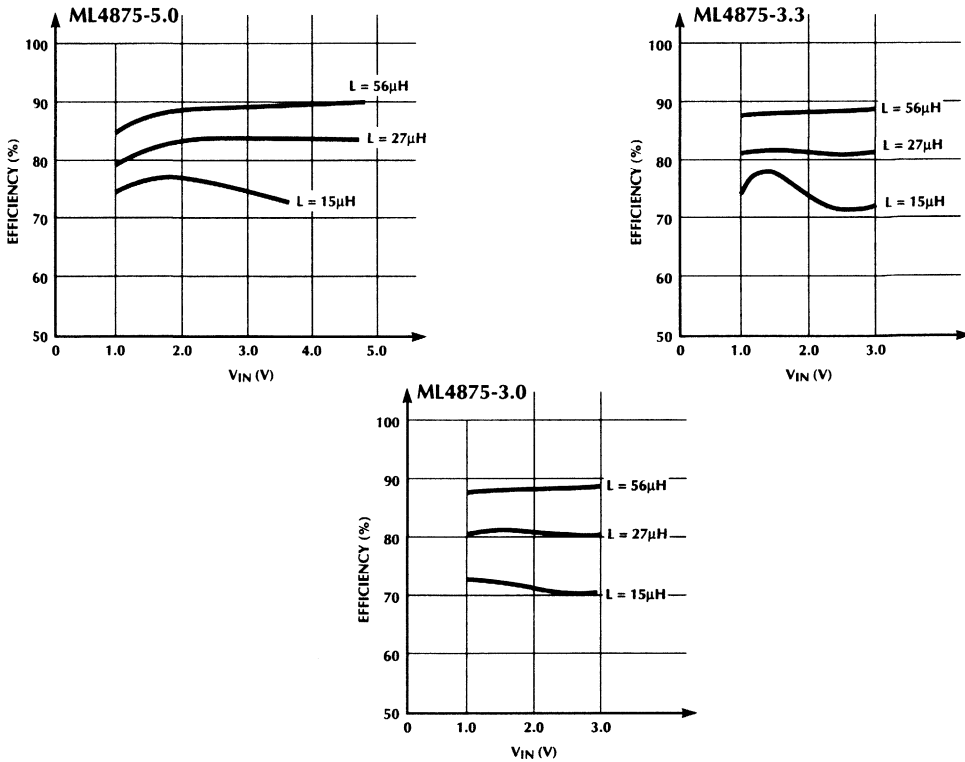 ML4875-5.0
100
90
80
70
60
50
EFFICIENCY (%)
L = 56μH
L = 27μH
L = 15μH
0 1.0 2.0 3.0 4.0 5.0
VIN (V)
ML4875-3.3
100
90
80
70
60
50
EFFICIENCY (%)
L = 56μH
L = 27μH
L = 15μH
0 1.0 2.0 3.0
VIN (V)
ML4875-3.0
100
90
80
70
60
50
EFFICIENCY (%)
L = 56μH
L = 27μH
L = 15μH
0 1.0 2.0 3.0
VIN (V)